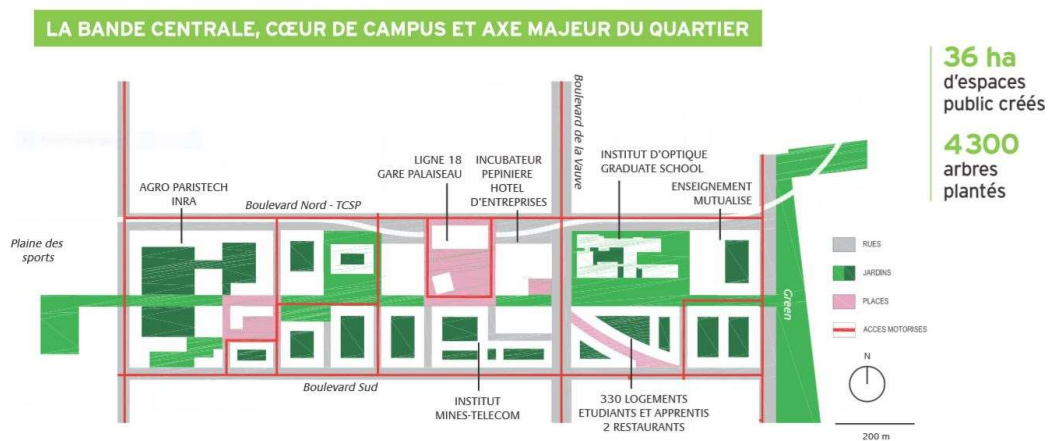 LA BANDE CENTRALE, CŒUR DE CAMPUS ET AXE MAJEUR DU QUARTIER
36 ha
d'espaces
public créés
4300
arbres
plantés
Boulevard de la Vauve
LIGNE 18
GARE PALAISEAU
INCUBATEUR
PEPINIERE
HOTEL
D'ENTREPRISES
INSTITUT D'OPTIQUE
GRADUATE SCHOOL
AGRO PARISTECH
INRA
ENSEIGNEMENT
MUTUALISE
Boulevard Nord - TCSP
Plaine des
sports
RUES
JARDINS
PLACES
ACCES MOTORISES
Green
N
Boulevard Sud
INSTITUT
MINES-TELECOM
330 LOGEMENTS
ETUDIANTS ET APPRENTIS
2 RESTAURANTS
200 m